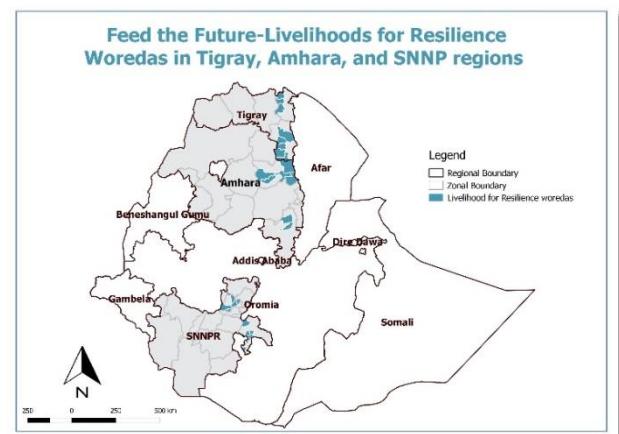 Feed the Future-Livelihoods for Resilience
Woredas in Tigray, Amhara, and SNNP regions
Tigray
Afar
Amhara
Beneshangul Gumu
Dire Dawa
Addis Ababa
Gambela
Oromia
Somali
SNNPR
Legend
Regional Boundary
Zonal Boundary
Livelihood for Resilience woredas
N
250 0 250 500 km